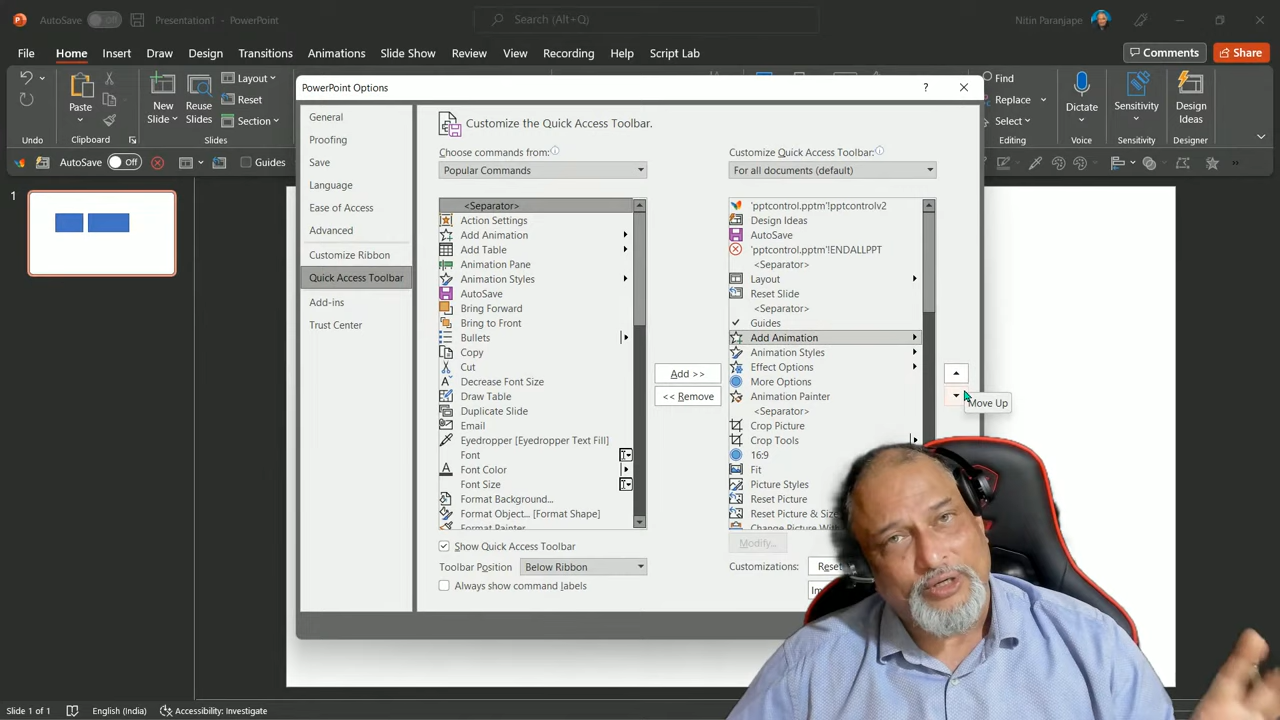 AutoSave Off Presentation1 - PowerPoint Search (Alt+Q) Nitin Paranjape
File Home Insert Draw Design Transitions Animations Slide Show Review View Recording Help Script Lab Comments Share
Paste
New Slide
Reuse Slides
Layout
Reset
Section
Find
Replace
Select
Dictate
Sensitivity
Design Ideas
Undo Clipboard Slides Editing Voice Sensitivity Designer
AutoSave Off Guides
1
PowerPoint Options
General
Proofing
Save
Language
Ease of Access
Advanced
Customize Ribbon
Quick Access Toolbar
Add-ins
Trust Center
Customize the Quick Access Toolbar.
Choose commands from:
Popular Commands
<Separator>
Action Settings
Add Animation
Add Table
Animation Pane
Animation Styles
AutoSave
Bring Forward
Bring to Front
Bullets
Copy
Cut
Decrease Font Size
Draw Table
Duplicate Slide
Email
Eyedropper [Eyedropper Text Fill]
Font
Font Color
Font Size
Format Background...
Format Object... [Format Shape]
Format Painter
Show Quick Access Toolbar
Toolbar Position Below Ribbon
Always show command labels
Add >>
<< Remove
Customize Quick Access Toolbar:
For all documents (default)
'pptcontrol.pptm'!pptcontrolv2
Design Ideas
AutoSave
'pptcontrol.pptm'!ENDALLPPT
<Separator>
Layout
Reset Slide
<Separator>
Guides
Add Animation
Animation Styles
Effect Options
More Options
Animation Painter
<Separator>
Crop Picture
Crop Tools
16:9
Fit
Picture Styles
Reset Picture
Reset Picture & Size
Change Picture With
Modify...
Customizations: Reset
Move Up
Slide 1 of 1 English (India) Accessibility: Investigate